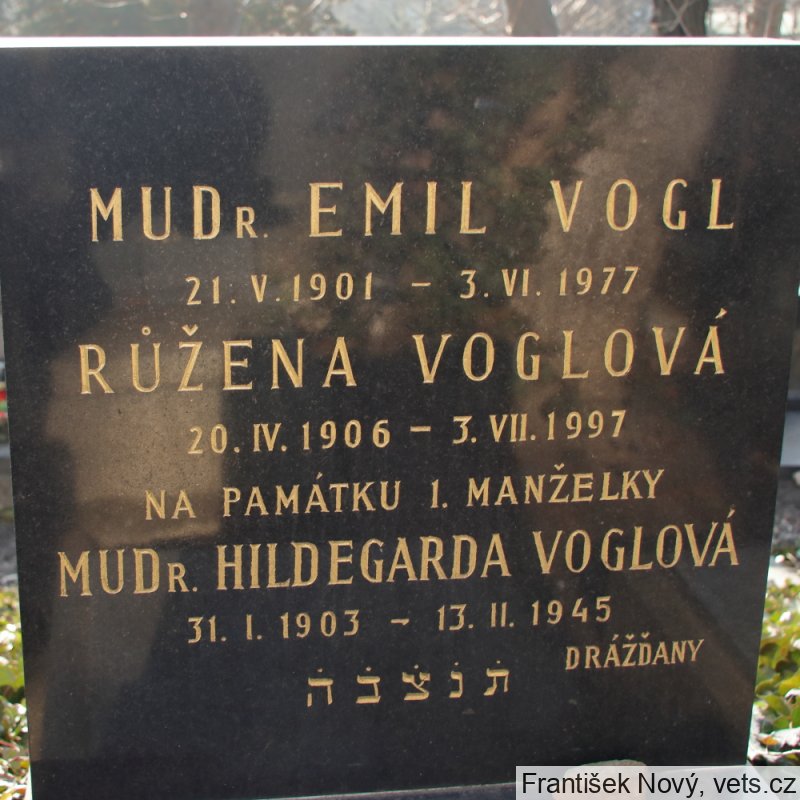 MUDR. EMIL VOGL
21. V. 1901 – 3. VI. 1977
RŮŽENA VOGLOVÁ
20. IV. 1906 – 3. VII. 1997
NA PAMÁTKU 1. MANŽELKY
MUDR. HILDEGARDA VOGLOVÁ
31. I. 1903 – 13. II. 1945
DRÁŽĎANY
ת̇ נ̇ צ̇ ב̇ ה̇
František Nový, vets.cz